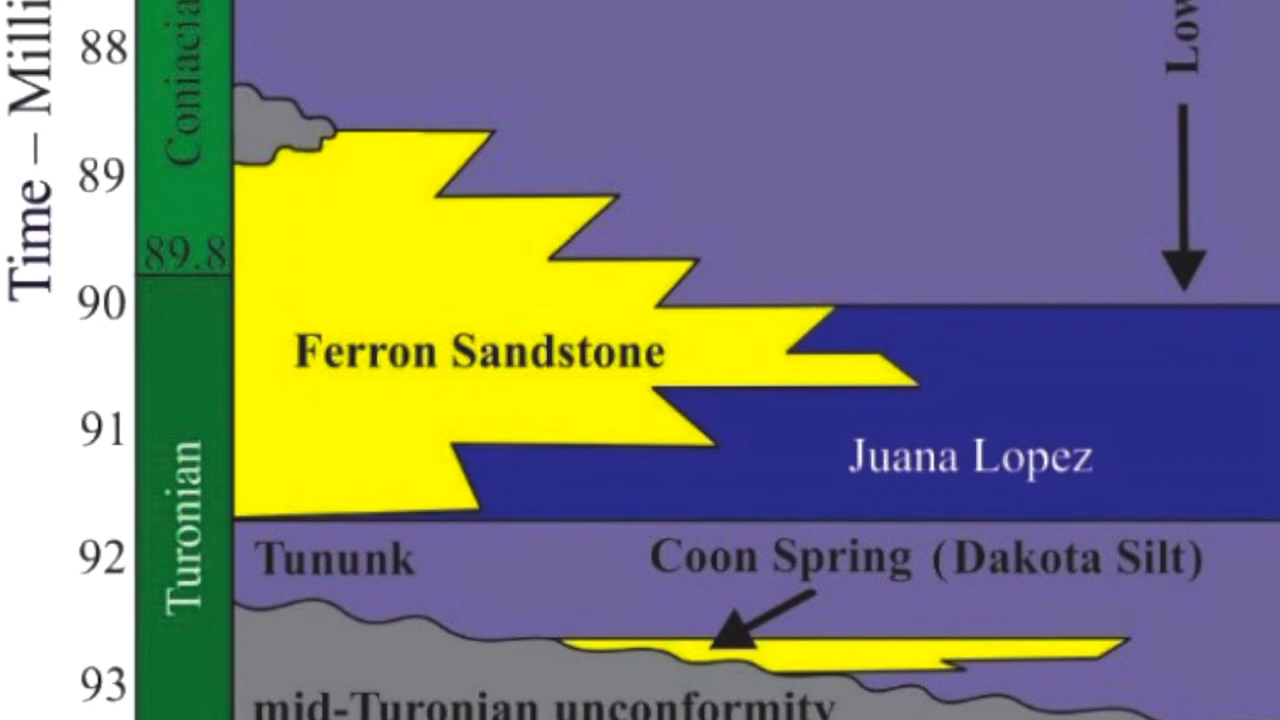 Time – Milli
88
89
90
91
92
93
Coniacia
89.8
Turonian
Low
Ferron Sandstone
Juana Lopez
Tununk
Coon Spring (Dakota Silt)
mid-Turonian unconformity